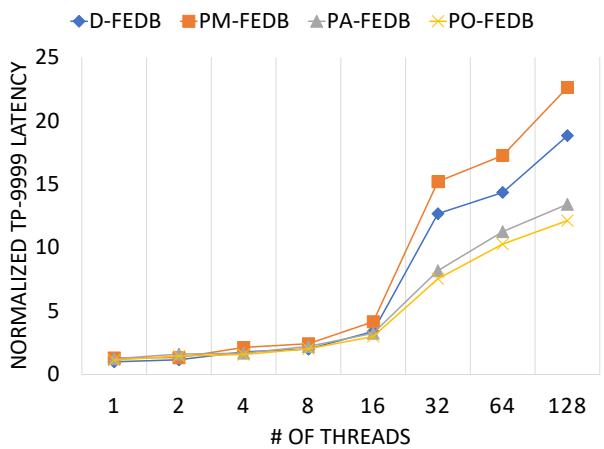 D-FEDB PM-FEDB PA-FEDB PO-FEDB
25
20
15
10
5
0
NORMALIZED TP-9999 LATENCY
1 2 4 8 16 32 64 128
# OF THREADS